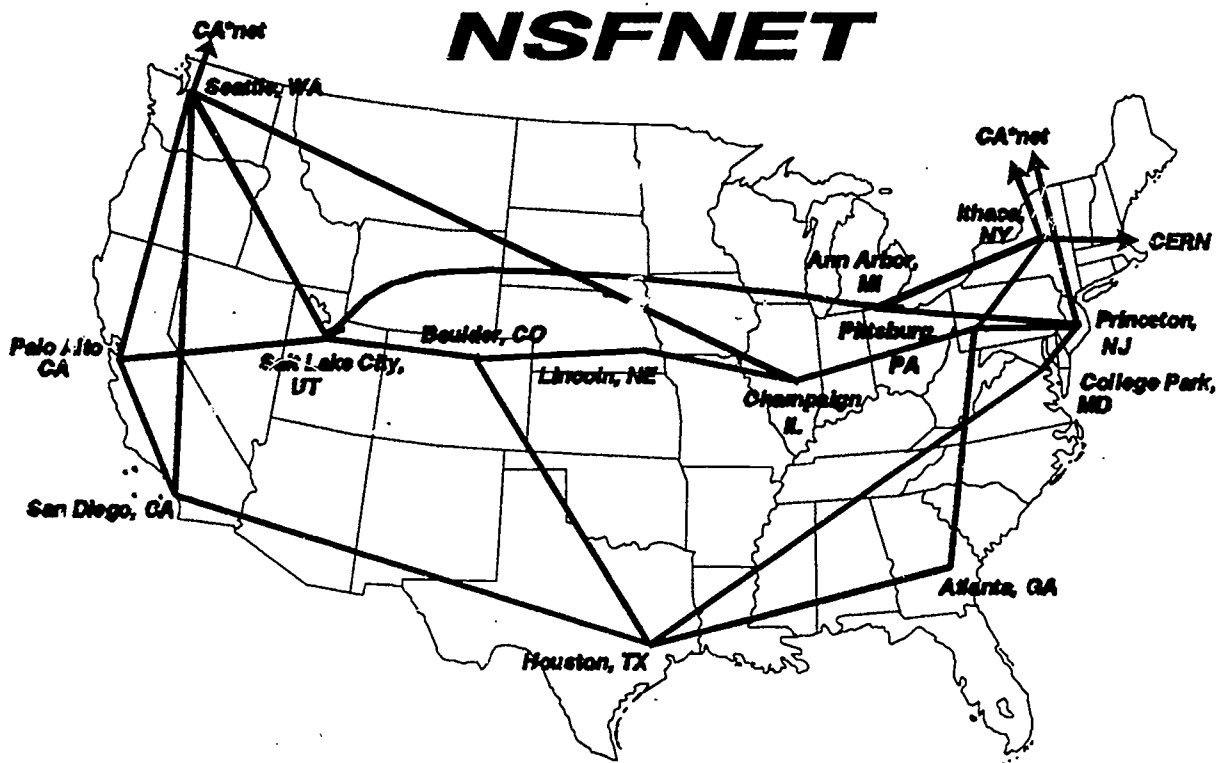 NSFNET
CA*net
Seattle, WA
CA*net
Ithaca,
NY
CERN
Ann Arbor,
MI
Palo Alto
CA
Salt Lake City,
UT
Boulder, CO
Lincoln, NE
Champaign
IL
Pittsburg
PA
Princeton,
NJ
College Park,
MD
San Diego, CA
Atlanta, GA
Houston, TX